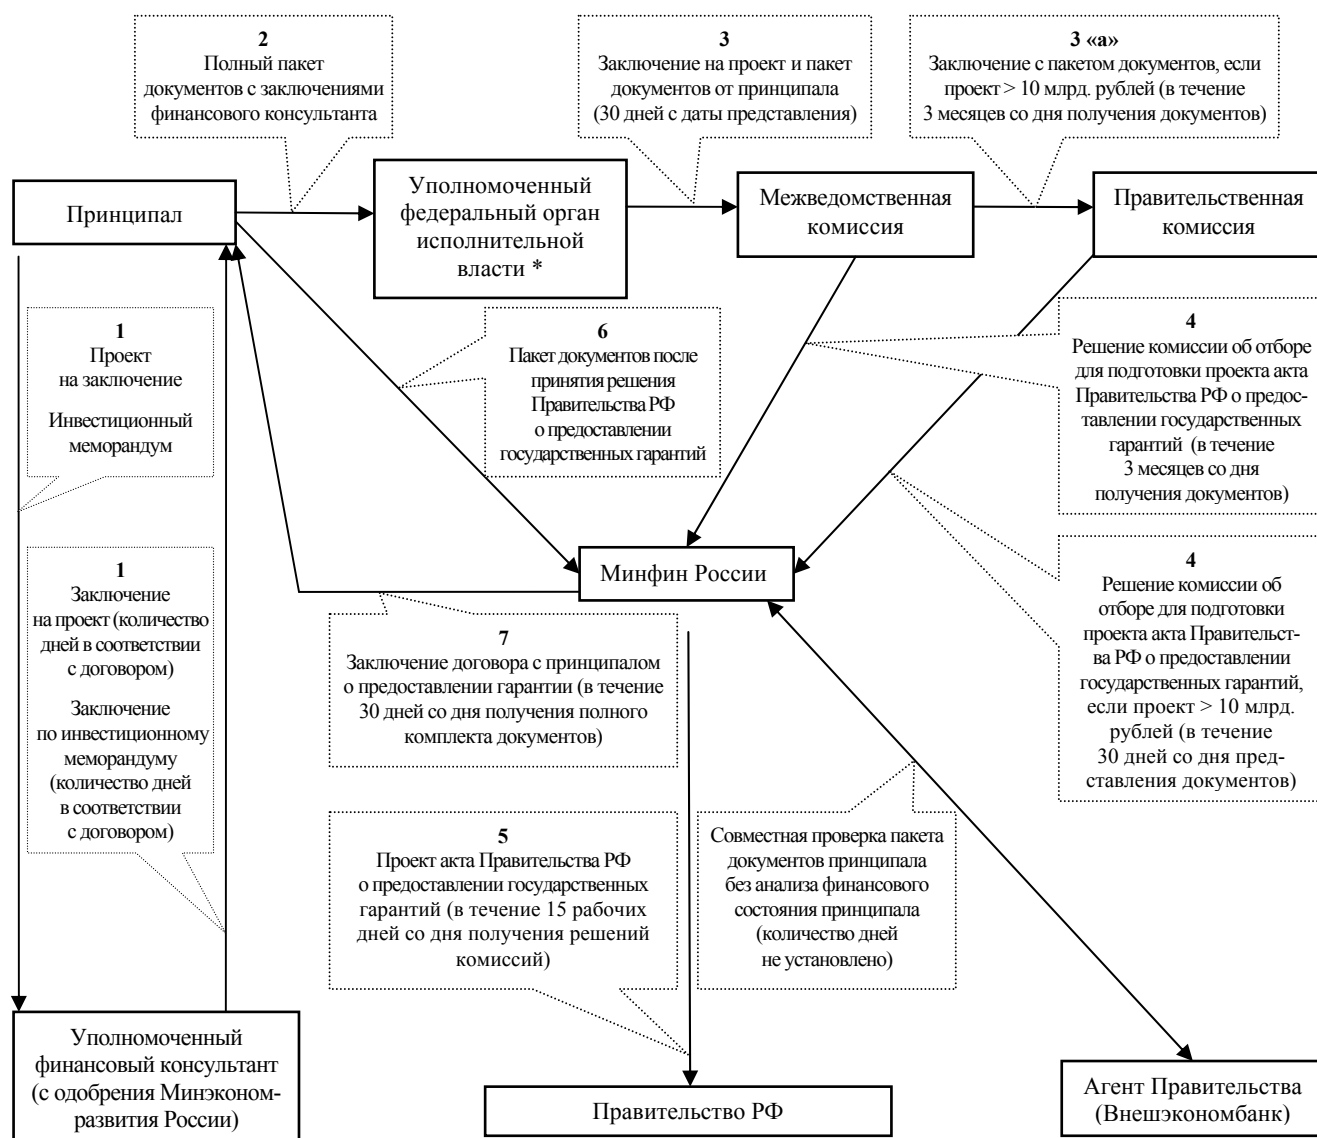 2
Полный пакет
документов с заключениями
финансового консультанта
3
Заключение на проект и пакет
документов от принципала
(30 дней с даты представления)
3 «а»
Заключение с пакетом документов, если
проект > 10 млрд. рублей (в течение
3 месяцев со дня получения документов)
Принципал
Уполномоченный
федеральный орган
исполнительной
власти *
Межведомственная
комиссия
Правительственная
комиссия
1
Проект
на заключение
Инвестиционный
меморандум
6
Пакет документов после
принятия решения
Правительства РФ
о предоставлении
государственных гарантий
4
Решение комиссии об отборе
для подготовки проекта акта
Правительства РФ о предос-
тавлении государственных
гарантий (в течение
3 месяцев со дня
получения документов)
Минфин России
1
Заключение
на проект (количество
дней в соответствии
с договором)
Заключение
по инвестиционному
меморандуму
(количество дней
в соответствии
с договором)
7
Заключение договора с принципалом
о предоставлении гарантии (в течение
30 дней со дня получения полного
комплекта документов)
4
Решение комиссии об
отборе для подготовки
проекта акта Правительст-
ва РФ о предоставлении
государственных гарантий,
если проект > 10 млрд.
рублей (в течение
30 дней со дня пред-
ставления документов)
5
Проект акта Правительства РФ
о предоставлении государственных
гарантий (в течение 15 рабочих
дней со дня получения решений
комиссий)
Совместная проверка пакета
документов принципала
без анализа финансового
состояния принципала
(количество дней
не установлено)
Уполномоченный
финансовый консультант
(с одобрения Минэконом-
развития России)
Правительство РФ
Агент Правительства
(Внешэкономбанк)